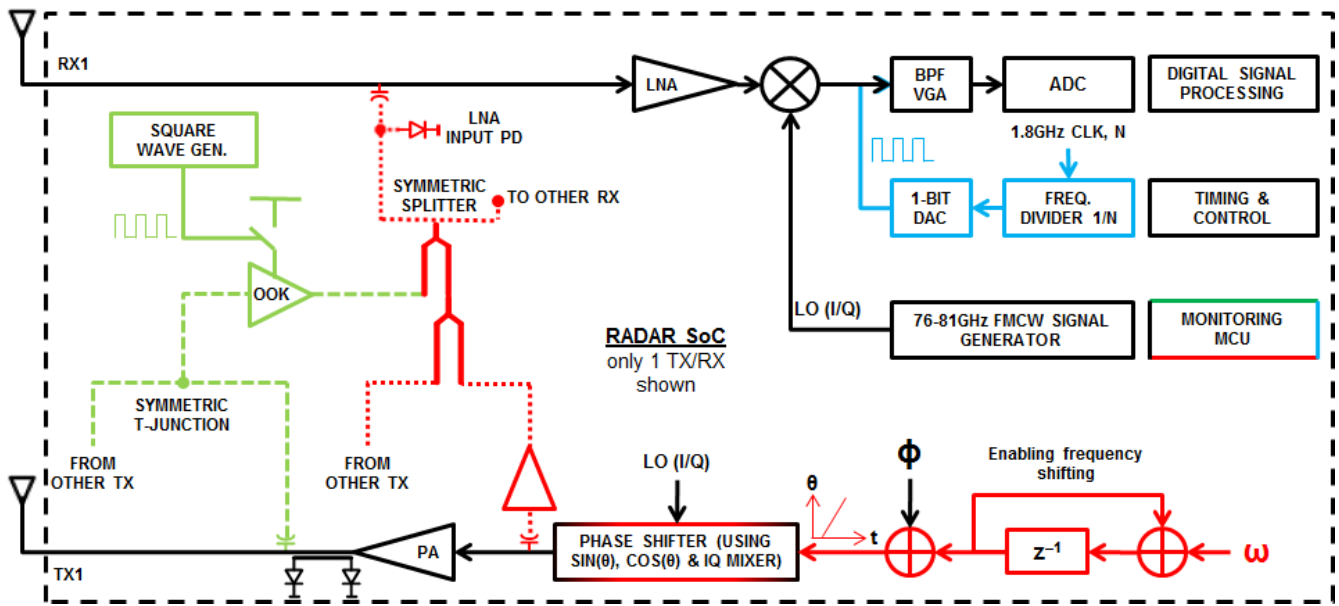 RX1
LNA
BPF
VGA
ADC
DIGITAL SIGNAL
PROCESSING
SQUARE
WAVE GEN.
LNA
INPUT PD
1.8GHz CLK, N
SYMMETRIC
SPLITTER
TO OTHER RX
1-BIT
DAC
FREQ.
DIVIDER 1/N
TIMING &
CONTROL
OOK
LO (I/Q)
76-81GHz FMCW SIGNAL
GENERATOR
MONITORING
MCU
RADAR SoC
only 1 TX/RX
shown
SYMMETRIC
T-JUNCTION
FROM
OTHER TX
FROM
OTHER TX
LO (I/Q)
Φ
Enabling frequency
shifting
θ
t
PA
PHASE SHIFTER (USING
SIN(θ), COS(θ) & IQ MIXER)
z⁻¹
ω
TX1